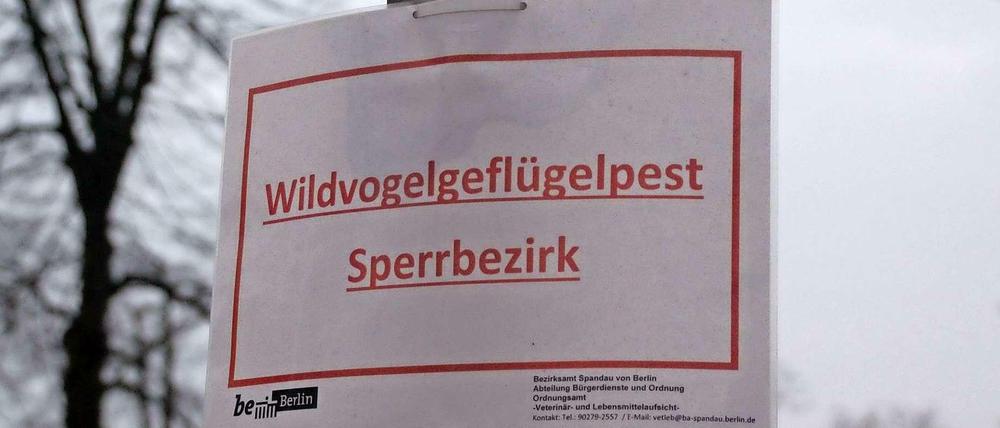 Wildvogelgeflügelpest
Sperrbezirk
be Berlin
Bezirksamt Spandau von Berlin
Abteilung Bürgerdienste und Ordnung
Ordnungsamt
-Veterinär- und Lebensmittelaufsicht-
Kontakt: Tel.: 90279-2557 / E-Mail: vetleb@ba-spandau.berlin.de